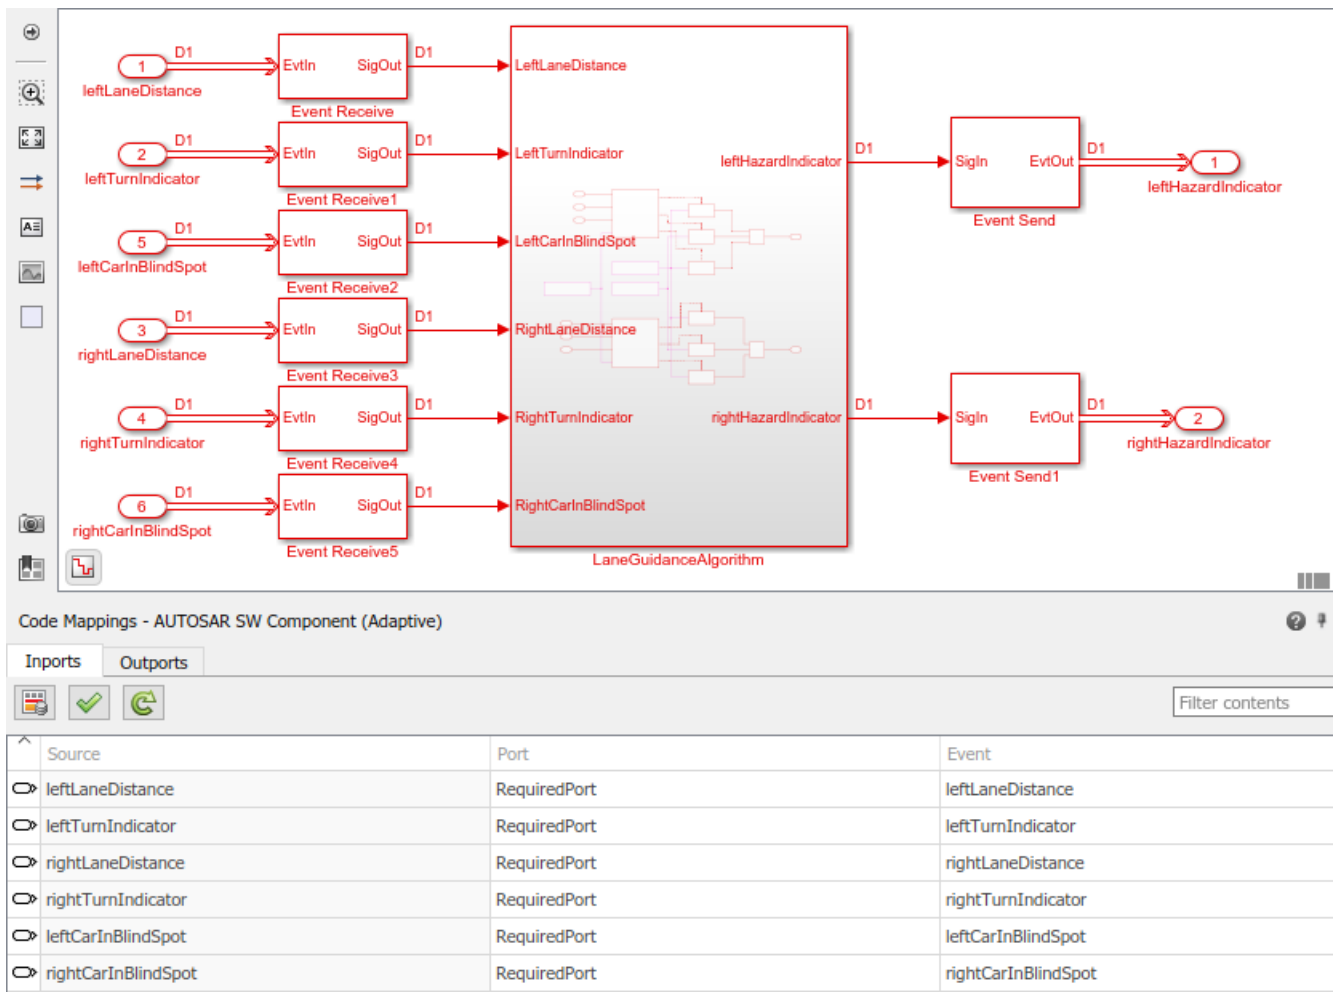 D1
1
leftLaneDistance
EvtIn SigOut
Event Receive
D1
LeftLaneDistance
D1
2
leftTurnIndicator
EvtIn SigOut
Event Receive1
D1
LeftTurnIndicator
D1
5
leftCarInBlindSpot
EvtIn SigOut
Event Receive2
D1
LeftCarInBlindSpot
D1
3
rightLaneDistance
EvtIn SigOut
Event Receive3
D1
RightLaneDistance
D1
4
rightTurnIndicator
EvtIn SigOut
Event Receive4
D1
RightTurnIndicator
D1
6
rightCarInBlindSpot
EvtIn SigOut
Event Receive5
D1
RightCarInBlindSpot
LaneGuidanceAlgorithm
leftHazardIndicator
D1
SigIn EvtOut
Event Send
D1
1
leftHazardIndicator
rightHazardIndicator
D1
SigIn EvtOut
Event Send1
D1
2
rightHazardIndicator
Code Mappings - AUTOSAR SW Component (Adaptive)
Inports Outports
Filter contents
Source Port Event
leftLaneDistance RequiredPort leftLaneDistance
leftTurnIndicator RequiredPort leftTurnIndicator
rightLaneDistance RequiredPort rightLaneDistance
rightTurnIndicator RequiredPort rightTurnIndicator
leftCarInBlindSpot RequiredPort leftCarInBlindSpot
rightCarInBlindSpot RequiredPort rightCarInBlindSpot